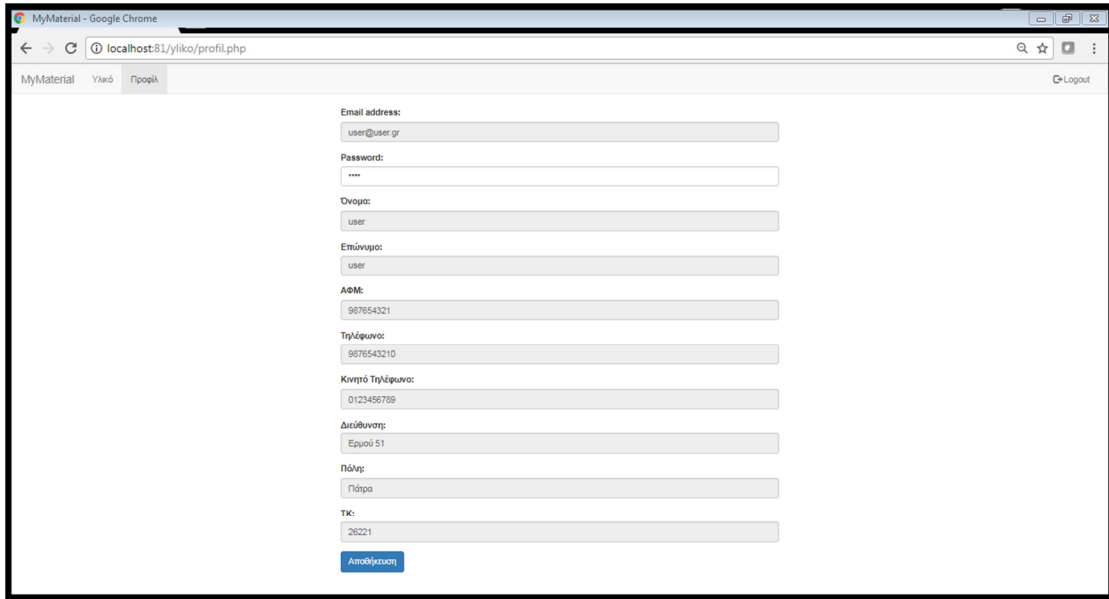 MyMaterial - Google Chrome
localhost:81/yliko/profil.php
MyMaterial Υλικό Προφίλ Logout
Email address:
user@user.gr
Password:
••••
Όνομα:
user
Επώνυμο:
user
ΑΦΜ:
987654321
Τηλέφωνο:
9876543210
Κινητό Τηλέφωνο:
0123456789
Διεύθυνση:
Ερμού 51
Πόλη:
Πάτρα
ΤΚ:
26221
Αποθήκευση